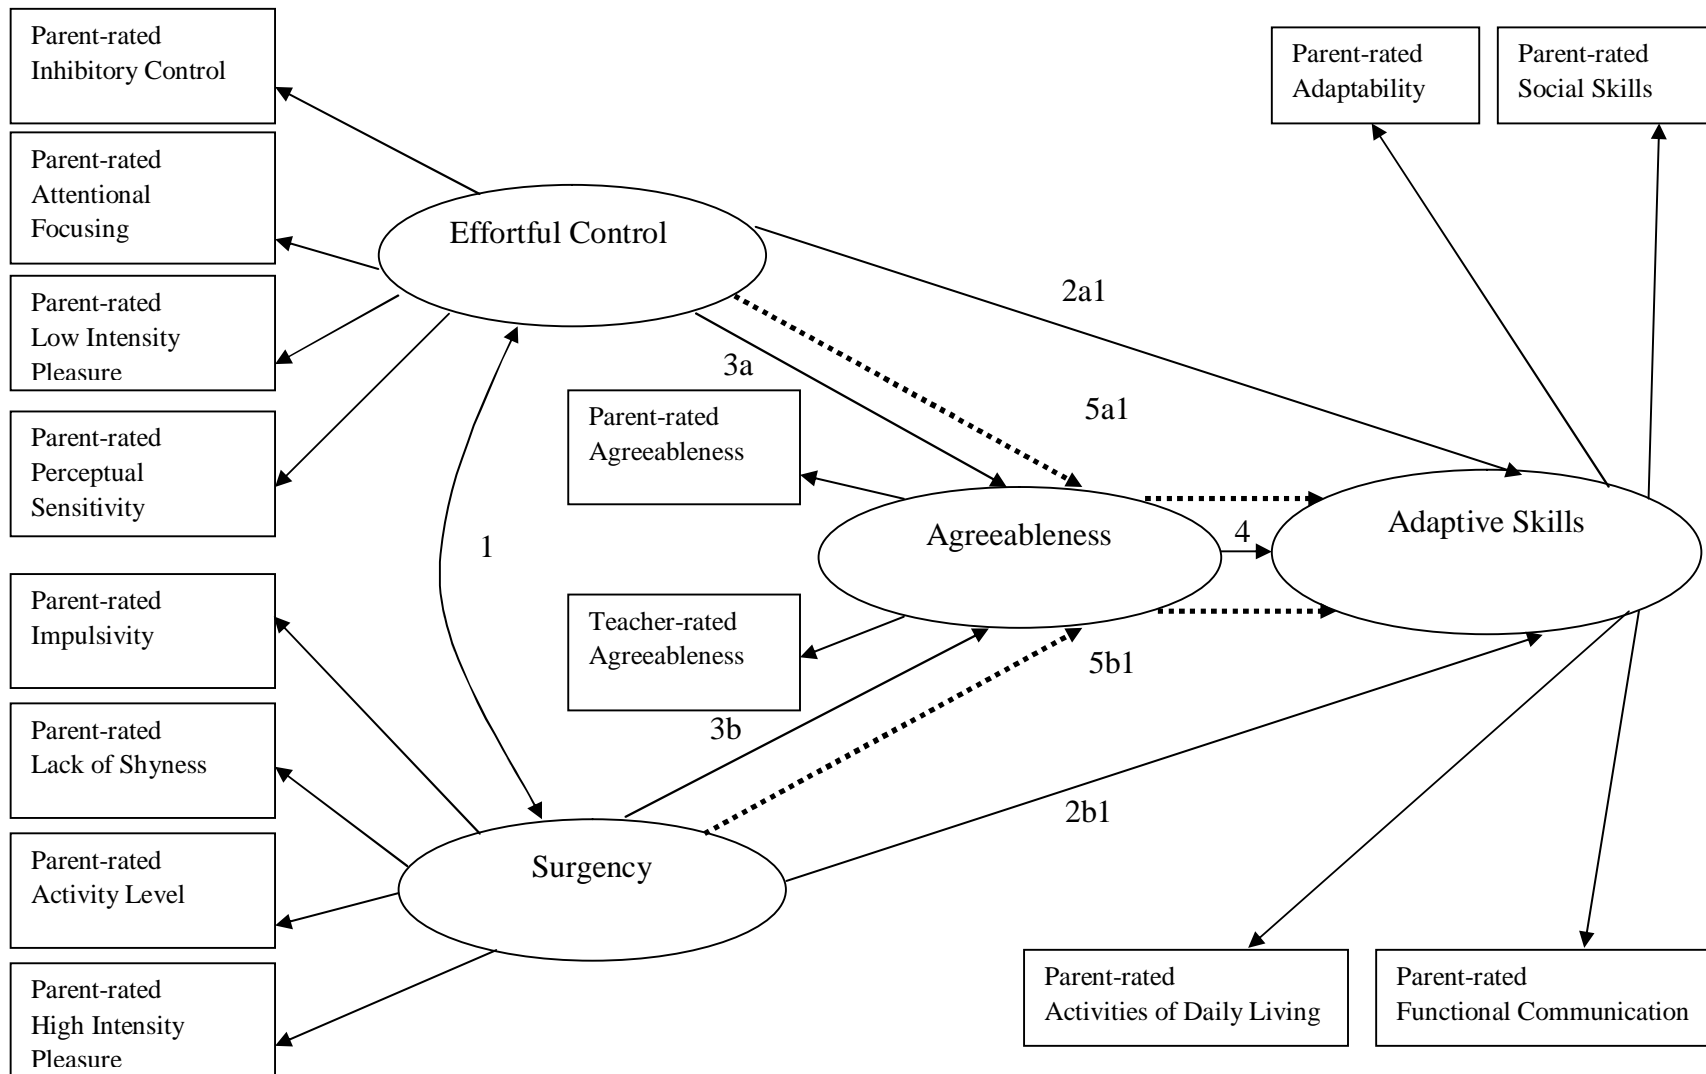 Parent-rated
Inhibitory Control
Parent-rated
Attentional
Focusing
Parent-rated
Low Intensity
Pleasure
Parent-rated
Perceptual
Sensitivity
Parent-rated
Impulsivity
Parent-rated
Lack of Shyness
Parent-rated
Activity Level
Parent-rated
High Intensity
Pleasure
Effortful Control
1
Surgency
3a
Parent-rated
Agreeableness
Teacher-rated
Agreeableness
3b
2a1
5a1
Agreeableness
4
5b1
2b1
Parent-rated
Adaptability
Parent-rated
Social Skills
Adaptive Skills
Parent-rated
Activities of Daily Living
Parent-rated
Functional Communication